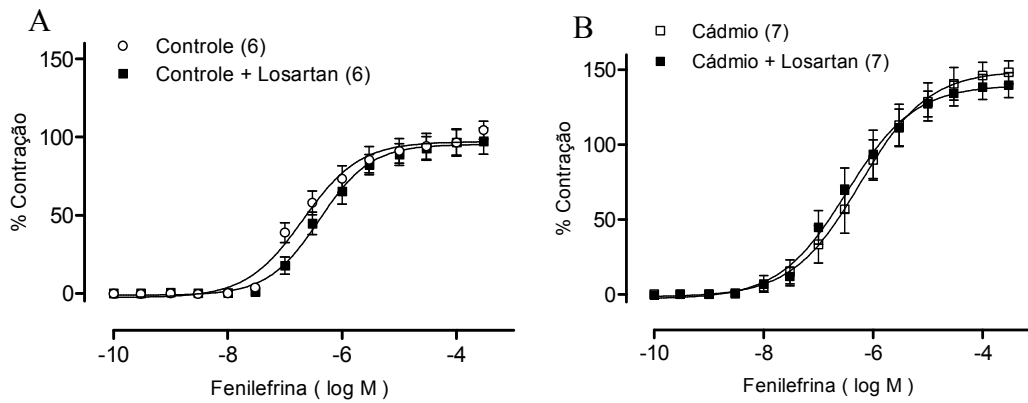 A
Controle (6)
Controle + Losartan (6)
150
100
50
0
% Contração
-10
-8
-6
-4
Fenilefrina ( log M )
B
Cádmio (7)
Cádmio + Losartan (7)
150
100
50
0
% Contração
-10
-8
-6
-4
Fenilefrina ( log M )